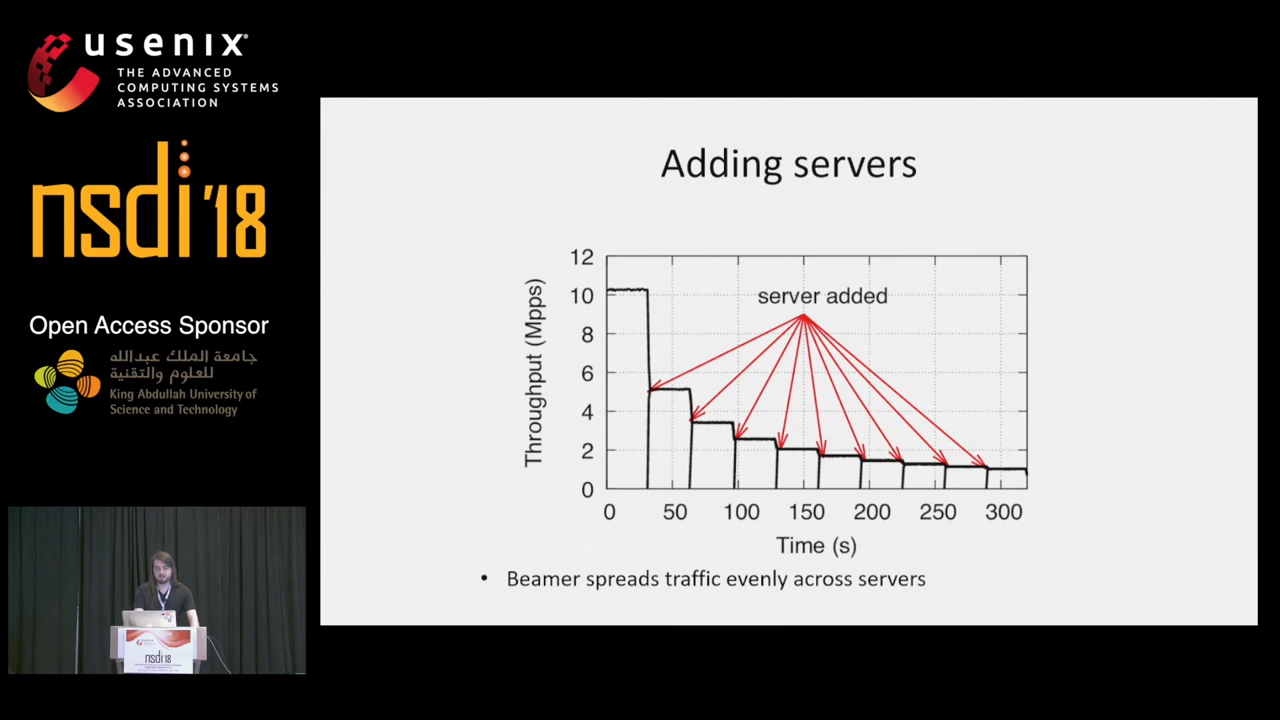 usenix
THE ADVANCED
COMPUTING SYSTEMS
ASSOCIATION
nsdi '18
Open Access Sponsor
جامعة الملك عبدالله
للعلوم والتقنية
King Abdullah University of
Science and Technology
nsdi '18
Adding servers
12
10
8
6
4
2
0
Throughput (Mpps)
server added
0 50 100 150 200 250 300
Time (s)
• Beamer spreads traffic evenly across servers